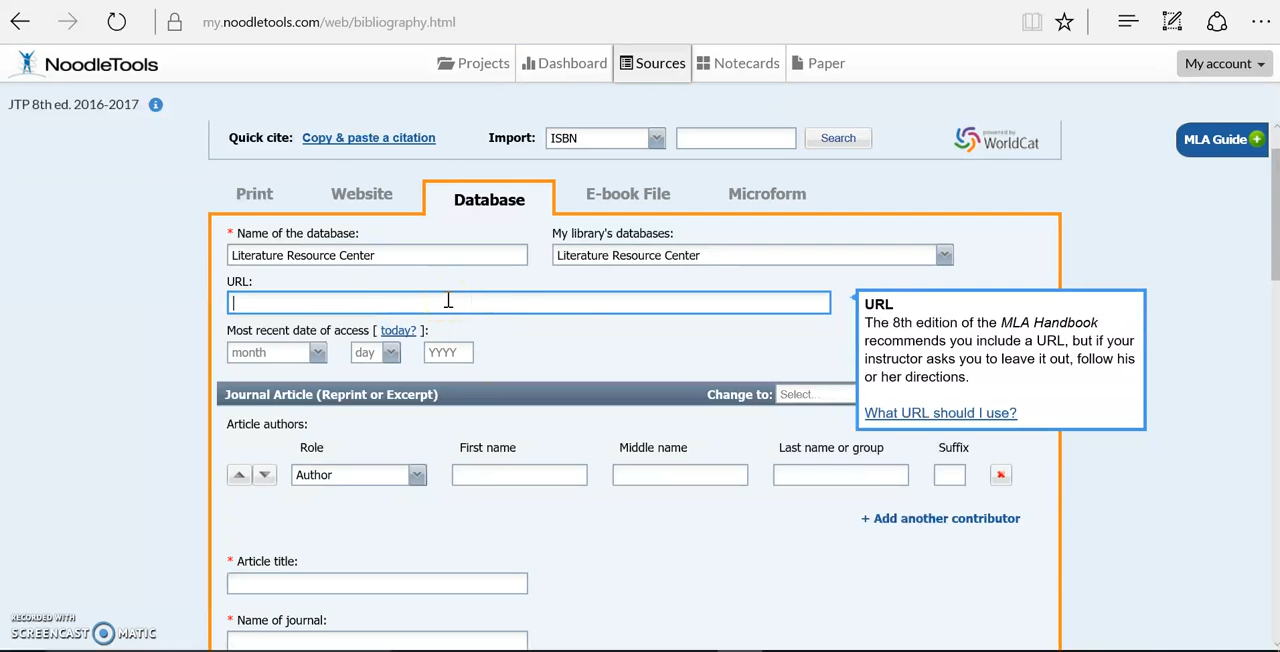 my.noodletools.com/web/bibliography.html
NoodleTools
Projects
Dashboard
Sources
Notecards
Paper
My account
JTP 8th ed. 2016-2017
Quick cite: Copy & paste a citation
Import: ISBN
Search
powered by
WorldCat
MLA Guide
Print
Website
Database
E-book File
Microform
* Name of the database:
My library's databases:
Literature Resource Center
Literature Resource Center
URL:
URL
The 8th edition of the MLA Handbook
recommends you include a URL, but if your
instructor asks you to leave it out, follow his
or her directions.
What URL should I use?
Most recent date of access [ today? ]:
month
day
YYYY
Journal Article (Reprint or Excerpt)
Change to: Select...
Article authors:
Role
First name
Middle name
Last name or group
Suffix
Author
+ Add another contributor
* Article title:
* Name of journal:
RECORDED WITH
SCREENCAST MATIC